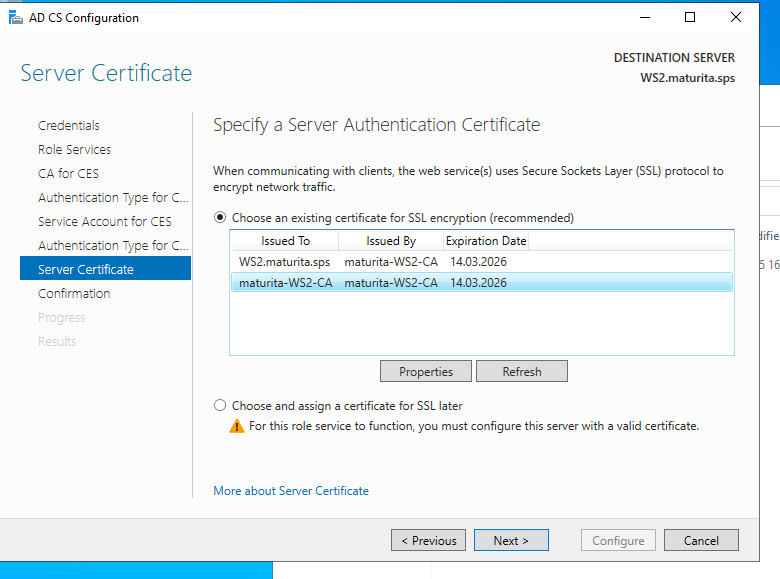 AD CS Configuration
Server Certificate
DESTINATION SERVER
WS2.maturita.sps
Credentials
Role Services
CA for CES
Authentication Type for C...
Service Account for CES
Authentication Type for C...
Server Certificate
Confirmation
Progress
Results
Specify a Server Authentication Certificate
When communicating with clients, the web service(s) uses Secure Sockets Layer (SSL) protocol to
encrypt network traffic.
Choose an existing certificate for SSL encryption (recommended)
Issued To Issued By Expiration Date
WS2.maturita.sps maturita-WS2-CA 14.03.2026
maturita-WS2-CA maturita-WS2-CA 14.03.2026
Properties Refresh
Choose and assign a certificate for SSL later
For this role service to function, you must configure this server with a valid certificate.
More about Server Certificate
< Previous Next > Configure Cancel